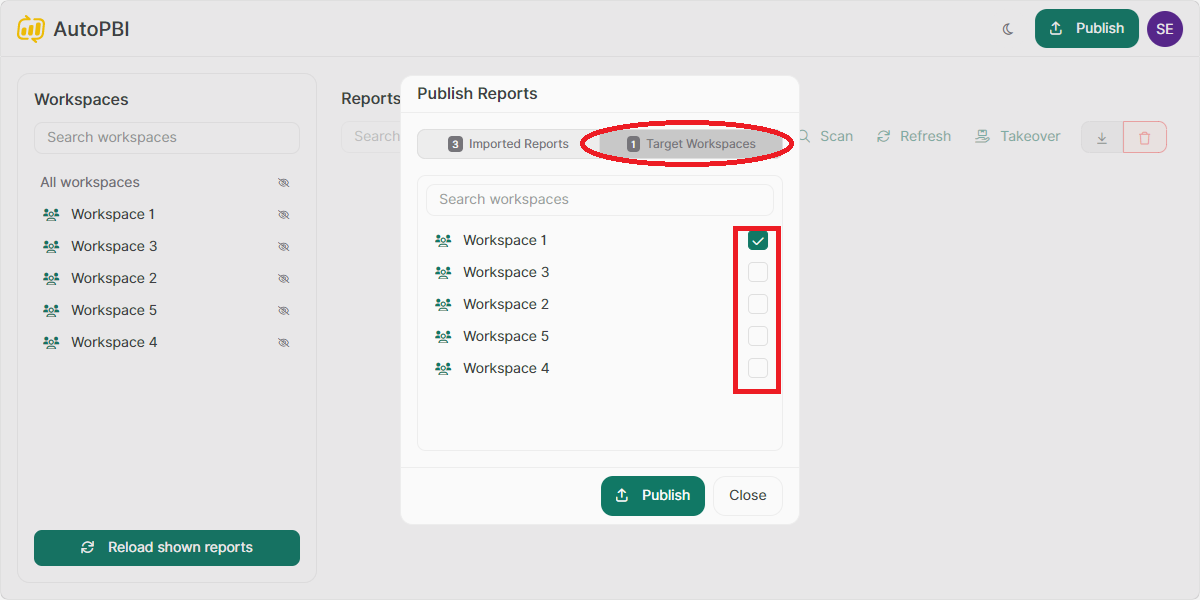 AutoPBI
Publish
SE
Workspaces
Search workspaces
All workspaces
Workspace 1
Workspace 3
Workspace 2
Workspace 5
Workspace 4
Reload shown reports
Reports
Search
Scan
Refresh
Takeover
Publish Reports
3 Imported Reports
1 Target Workspaces
Search workspaces
Workspace 1
Workspace 3
Workspace 2
Workspace 5
Workspace 4
Publish
Close